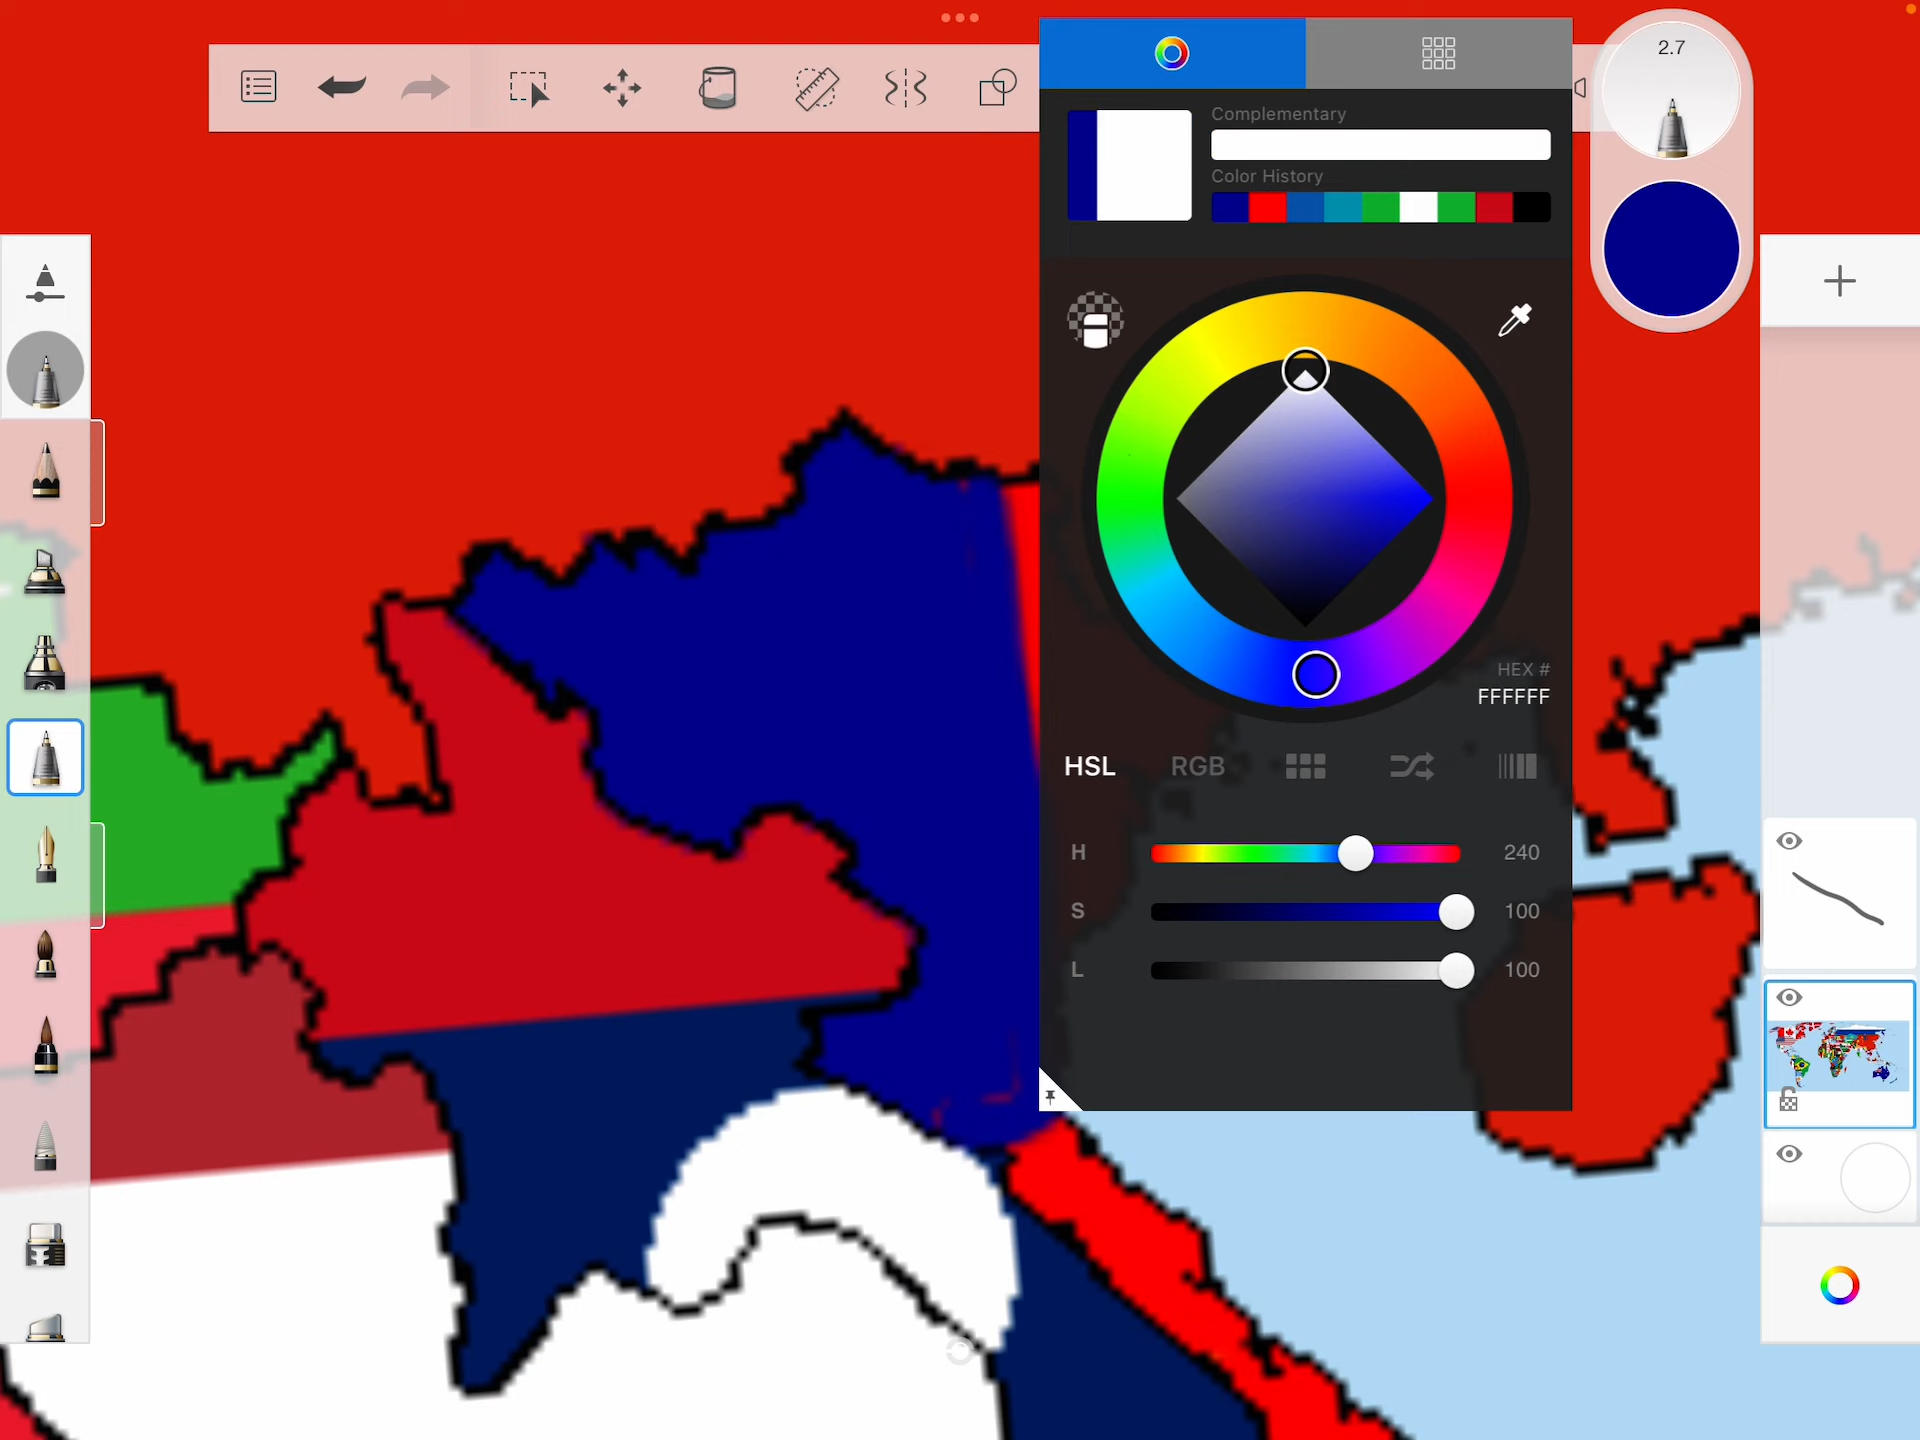 2.7
Complementary
Color History
HEX #
FFFFFF
HSL RGB
H 240
S 100
L 100